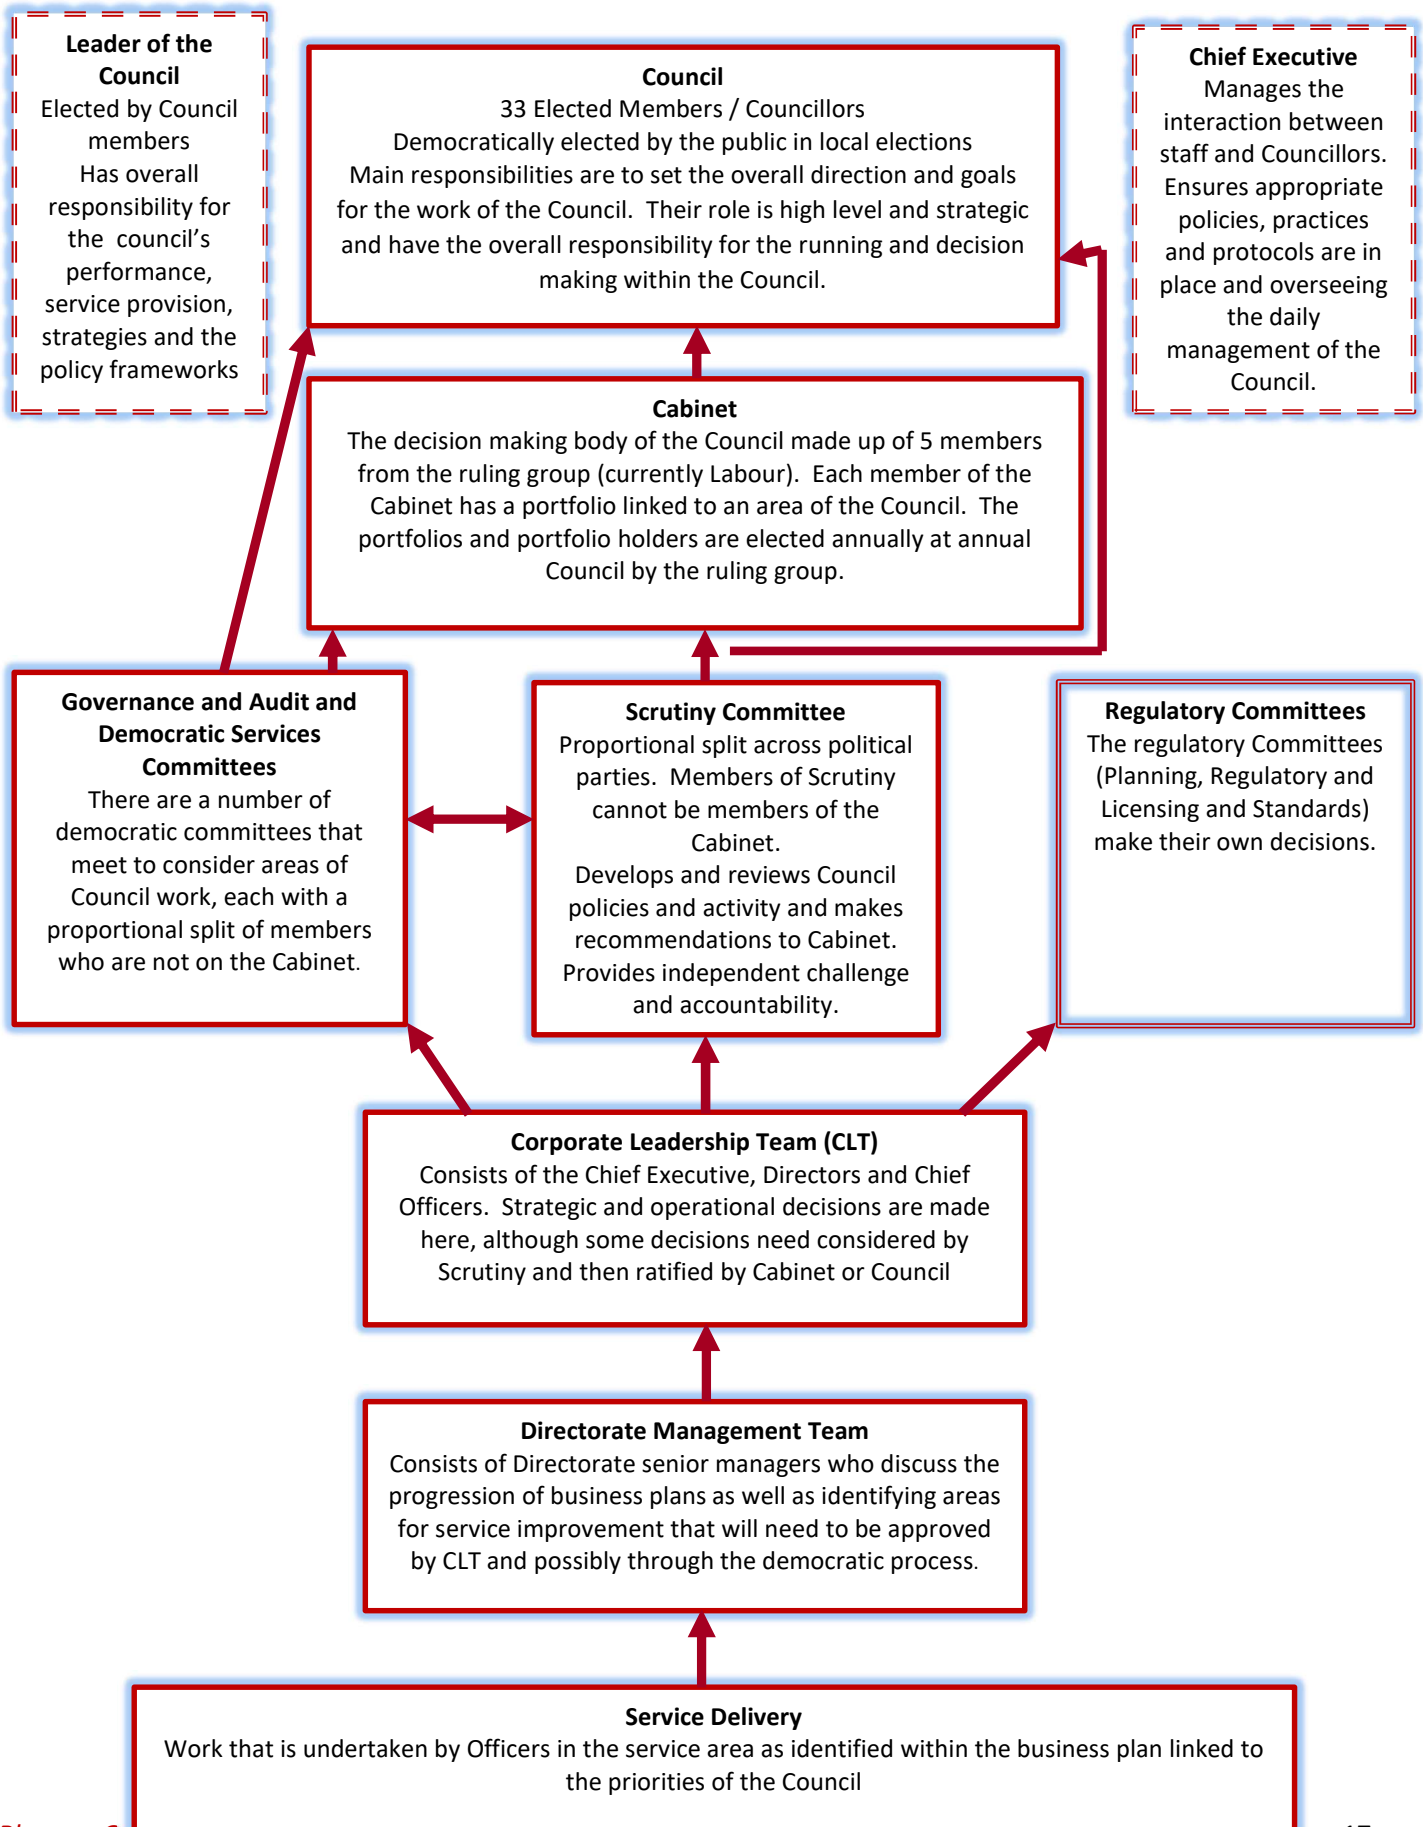 Leader of the
Council
Elected by Council
members
Has overall
responsibility for
the council's
performance,
service provision,
strategies and the
policy frameworks
Council
33 Elected Members / Councillors
Democratically elected by the public in local elections
Main responsibilities are to set the overall direction and goals
for the work of the Council. Their role is high level and strategic
and have the overall responsibility for the running and decision
making within the Council.
Chief Executive
Manages the
interaction between
staff and Councillors.
Ensures appropriate
policies, practices
and protocols are in
place and overseeing
the daily
management of the
Council.
Cabinet
The decision making body of the Council made up of 5 members
from the ruling group (currently Labour). Each member of the
Cabinet has a portfolio linked to an area of the Council. The
portfolios and portfolio holders are elected annually at annual
Council by the ruling group.
Governance and Audit and
Democratic Services
Committees
There are a number of
democratic committees that
meet to consider areas of
Council work, each with a
proportional split of members
who are not on the Cabinet.
Scrutiny Committee
Proportional split across political
parties. Members of Scrutiny
cannot be members of the
Cabinet.
Develops and reviews Council
policies and activity and makes
recommendations to Cabinet.
Provides independent challenge
and accountability.
Regulatory Committees
The regulatory Committees
(Planning, Regulatory and
Licensing and Standards)
make their own decisions.
Corporate Leadership Team (CLT)
Consists of the Chief Executive, Directors and Chief
Officers. Strategic and operational decisions are made
here, although some decisions need considered by
Scrutiny and then ratified by Cabinet or Council
Directorate Management Team
Consists of Directorate senior managers who discuss the
progression of business plans as well as identifying areas
for service improvement that will need to be approved
by CLT and possibly through the democratic process.
Service Delivery
Work that is undertaken by Officers in the service area as identified within the business plan linked to
the priorities of the Council